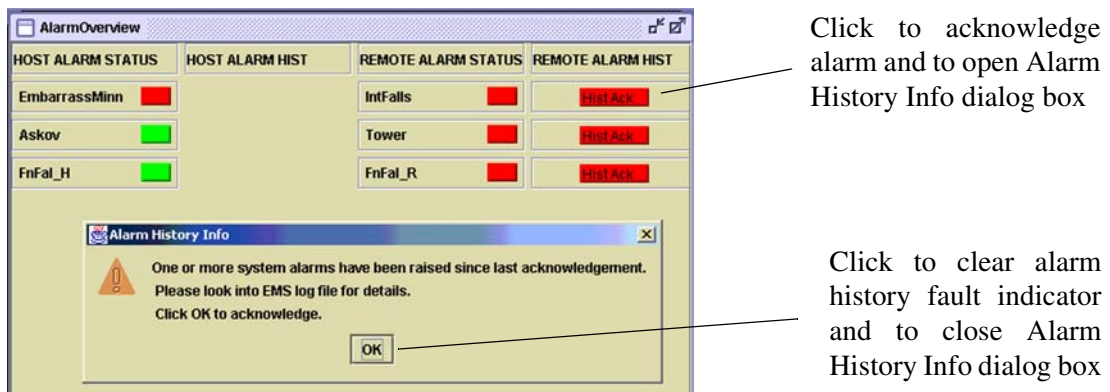 AlarmOverview
HOST ALARM STATUS HOST ALARM HIST REMOTE ALARM STATUS REMOTE ALARM HIST
EmbarrassMinn IntFalls Hist Ack
Askov Tower Hist Ack
FnFal_H FnFal_R Hist Ack
Alarm History Info
One or more system alarms have been raised since last acknowledgement.
Please look into EMS log file for details.
Click OK to acknowledge.
OK
Click to acknowledge
alarm and to open Alarm
History Info dialog box
Click to clear alarm
history fault indicator
and to close Alarm
History Info dialog box